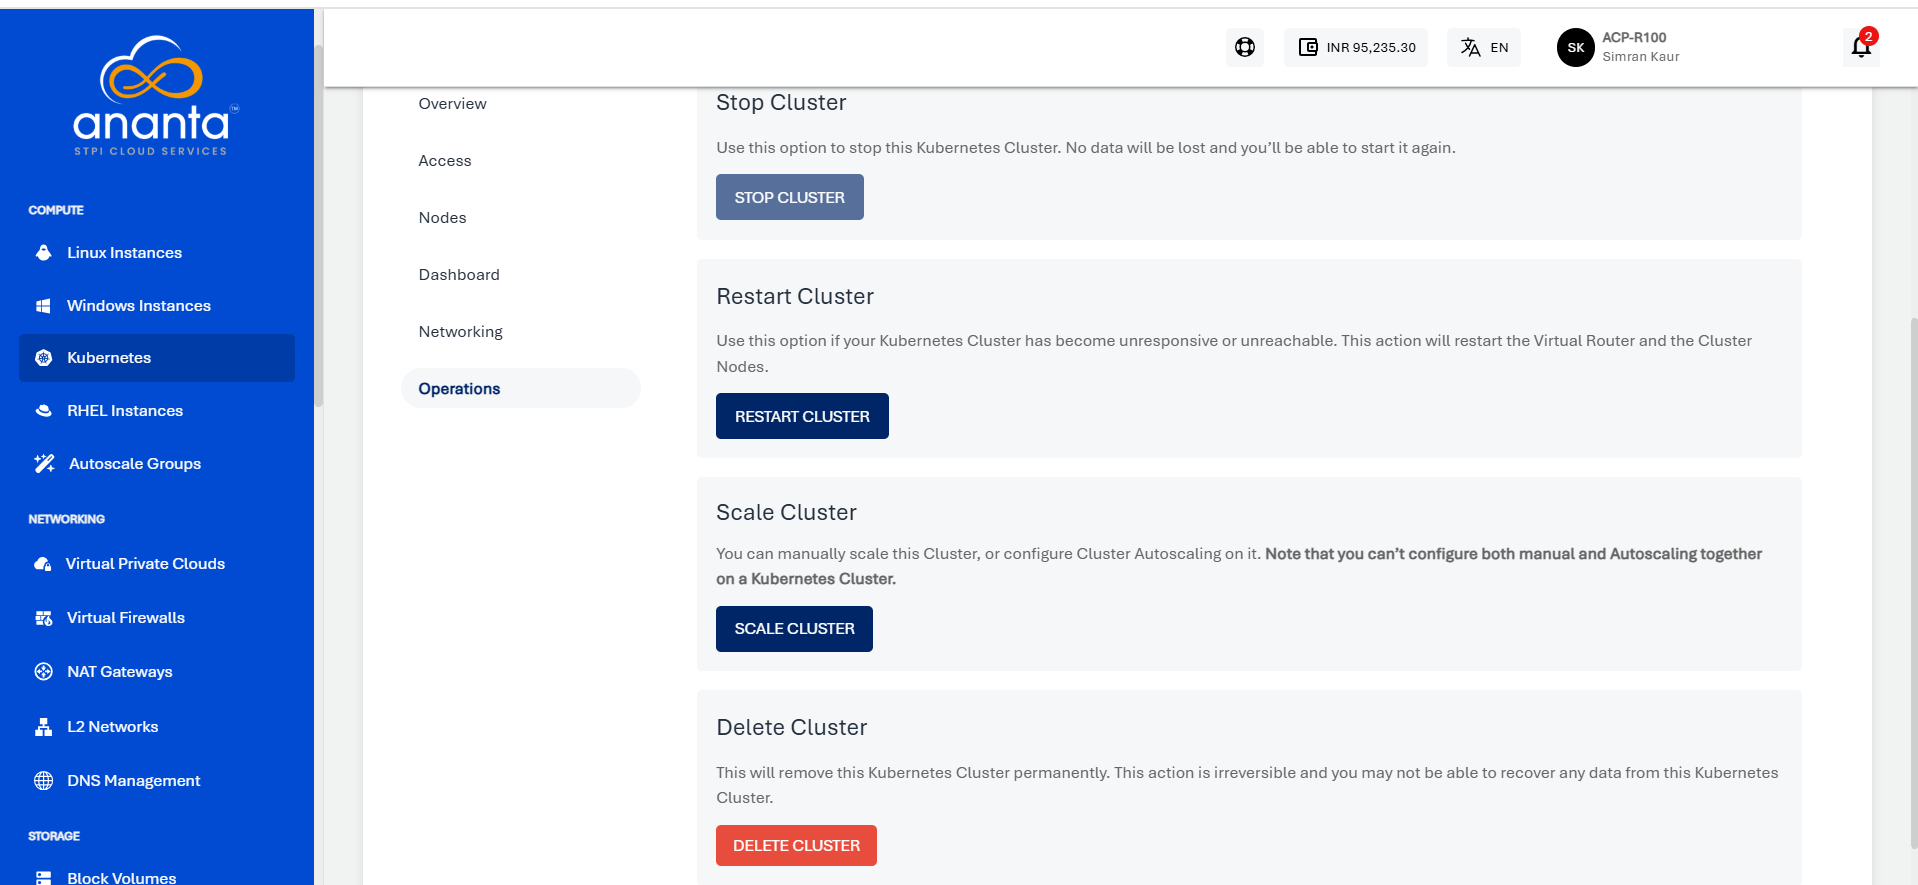 ananta
TM
STPI CLOUD SERVICES
COMPUTE
Linux Instances
Windows Instances
Kubernetes
RHEL Instances
Autoscale Groups
NETWORKING
Virtual Private Clouds
Virtual Firewalls
NAT Gateways
L2 Networks
DNS Management
STORAGE
Block Volumes
INR 95,235.30
EN
SK
ACP-R100
Simran Kaur
2
Overview
Access
Nodes
Dashboard
Networking
Operations
Stop Cluster
Use this option to stop this Kubernetes Cluster. No data will be lost and you’ll be able to start it again.
STOP CLUSTER
Restart Cluster
Use this option if your Kubernetes Cluster has become unresponsive or unreachable. This action will restart the Virtual Router and the Cluster
Nodes.
RESTART CLUSTER
Scale Cluster
You can manually scale this Cluster, or configure Cluster Autoscaling on it. Note that you can’t configure both manual and Autoscaling together
on a Kubernetes Cluster.
SCALE CLUSTER
Delete Cluster
This will remove this Kubernetes Cluster permanently. This action is irreversible and you may not be able to recover any data from this Kubernetes
Cluster.
DELETE CLUSTER